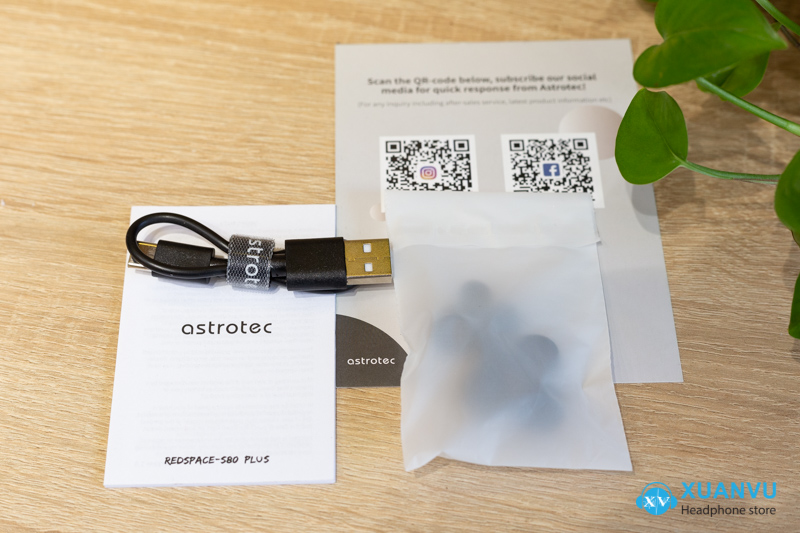 Scan the QR-code below, subscribe our social
media for quick response from Astrotec!
(For any inquiry including after-sales service, latest product information etc)
astrotec
astrotec
astrotec
REDSPACE-S80 PLUS
XV
XUANVU
Headphone store